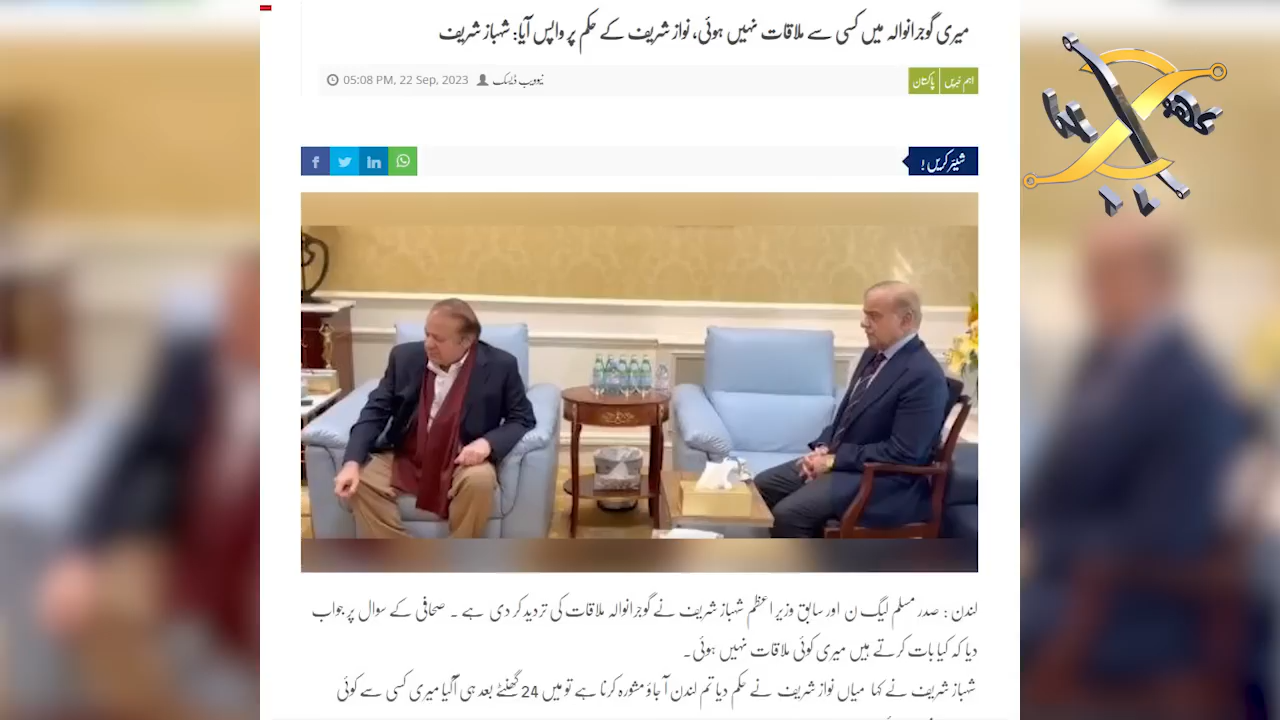 میری گوجرانوالہ میں کسی سے ملاقات نہیں ہوئی، نواز شریف کے حکم پر واپس آیا: شہباز شریف
اہم خبریں پاکستان
نیوویب ڈیسک 05:08 PM, 22 Sep, 2023
شیئر کریں !
لندن : صدر مسلم لیگ ن اور سابق وزیر اعظم شہباز شریف نے گوجرانوالہ ملاقات کی تردید کر دی ہے ۔ صحافی کے سوال پر جواب
دیا کہ کیا بات کرتے ہیں میری کوئی ملاقات نہیں ہوئی۔
شہباز شریف نے کہا میاں نواز شریف نے حکم دیا تم لندن آ جاؤ مشورہ کرنا ہے تو میں 24 گھنٹے بعد ہی آگیا میری کسی سے کوئی